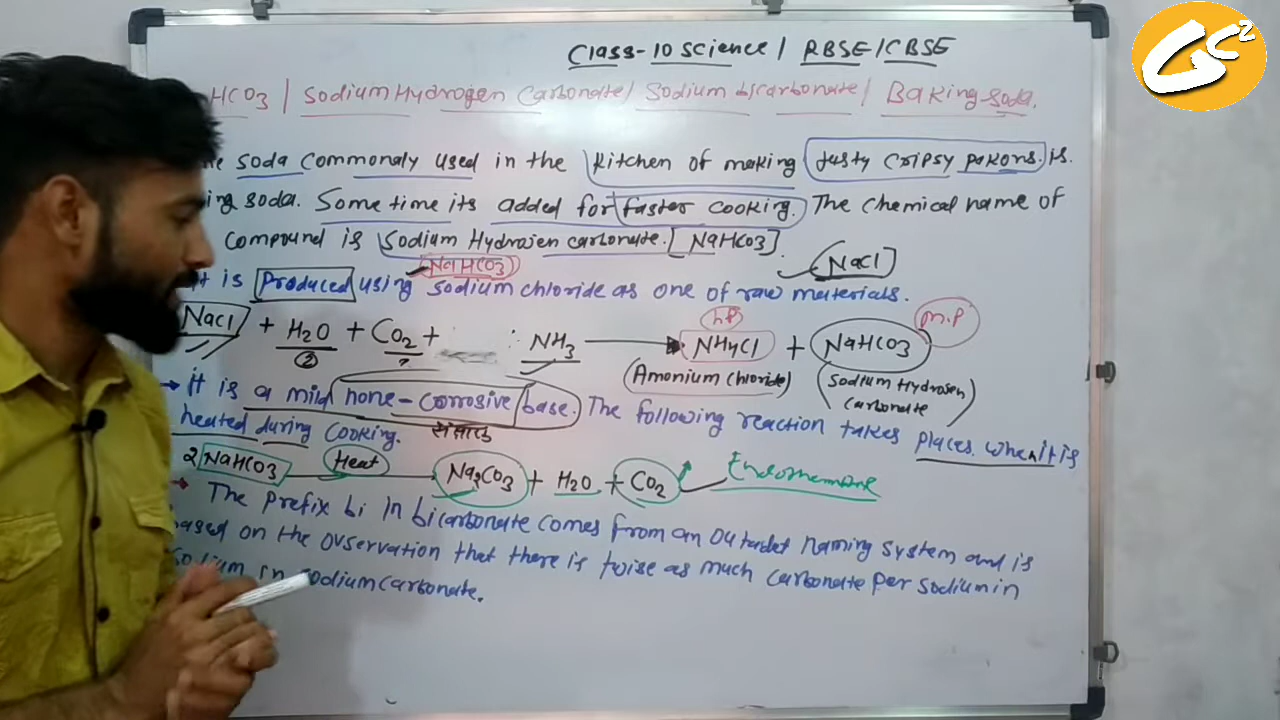 GC2
Class-10 Science / RBSE/CBSE
HCO3 / Sodium Hydrogen Carbonate/ Sodium bicarbonate/ Baking-soda.
soda commonaly used in the kitchen of making tasty cripsy pakons. is
ing soda. Some time its added for faster cooking. The chemical name of
compound is Sodium Hydrojen carbonate. [NaHCO3]
NaHCO3 [NaCl]
It is Produced using sodium chloride as one of raw materials.
h.p m.p
NaCl + H2O + CO2 + NH3 → NH4Cl + NaHCO3
2 ?
(Amonium chloride) (Sodium Hydrogen
Carbonate)
→ it is a mild none-corrosive base. The following reaction takes places when it is
heated during cooking.
2 NaHCO3 Heat Na2CO3 + H2O + CO2
→ The prefix bi in bicarbonate comes from an naming system and is
based on the ovservation that there is twise as much carbonate per sodium in
sodium in sodium carbonate.